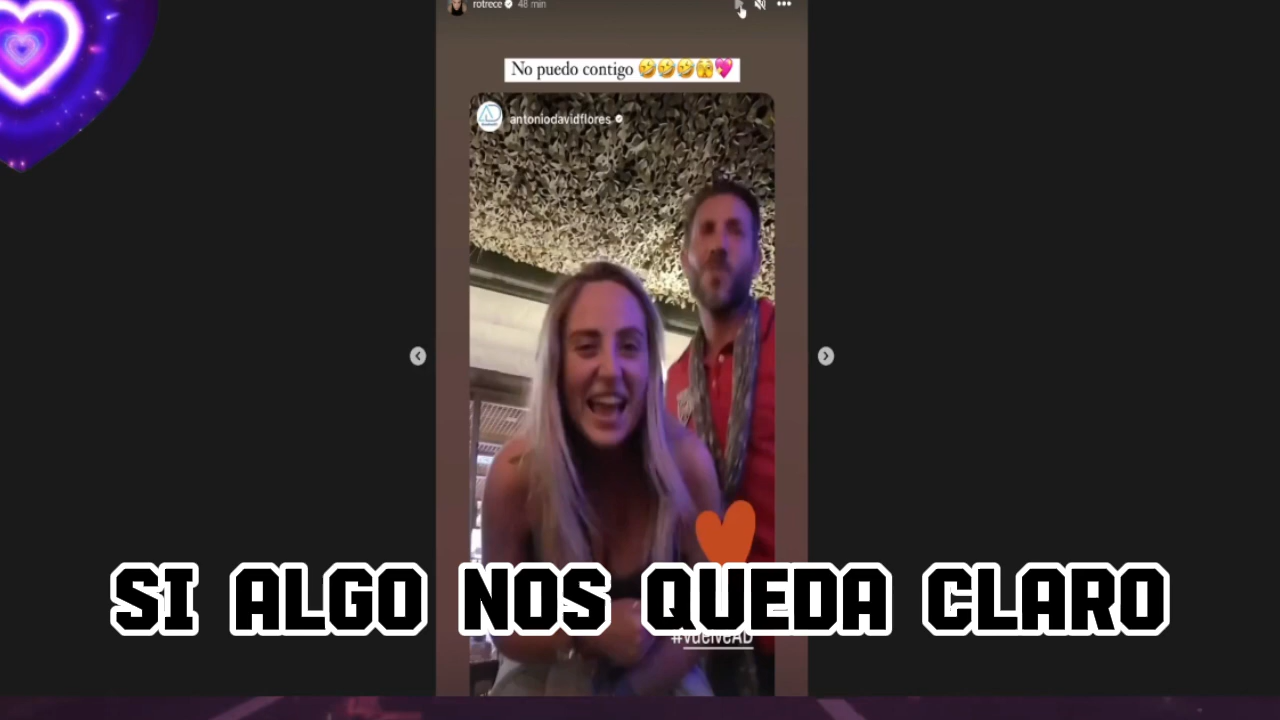 rotrece 48 min
No puedo contigo 🤣🤣🤣🫣💖
antoniodavidflores
#vuelveAD
SI ALGO NOS QUEDA CLARO